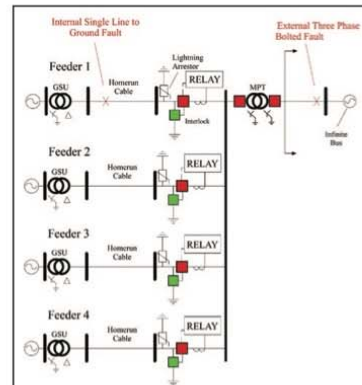 Internal Single Line to
Ground Fault
External Three Phase
Bolted Fault
Lightning
Arrestor
Feeder 1
GSU
Homerun
Cable
RELAY
MPT
Interlock
Infinite
Bus
Feeder 2
GSU
Homerun
Cable
RELAY
Feeder 3
GSU
Homerun
Cable
RELAY
Feeder 4
GSU
Homerun
Cable
RELAY